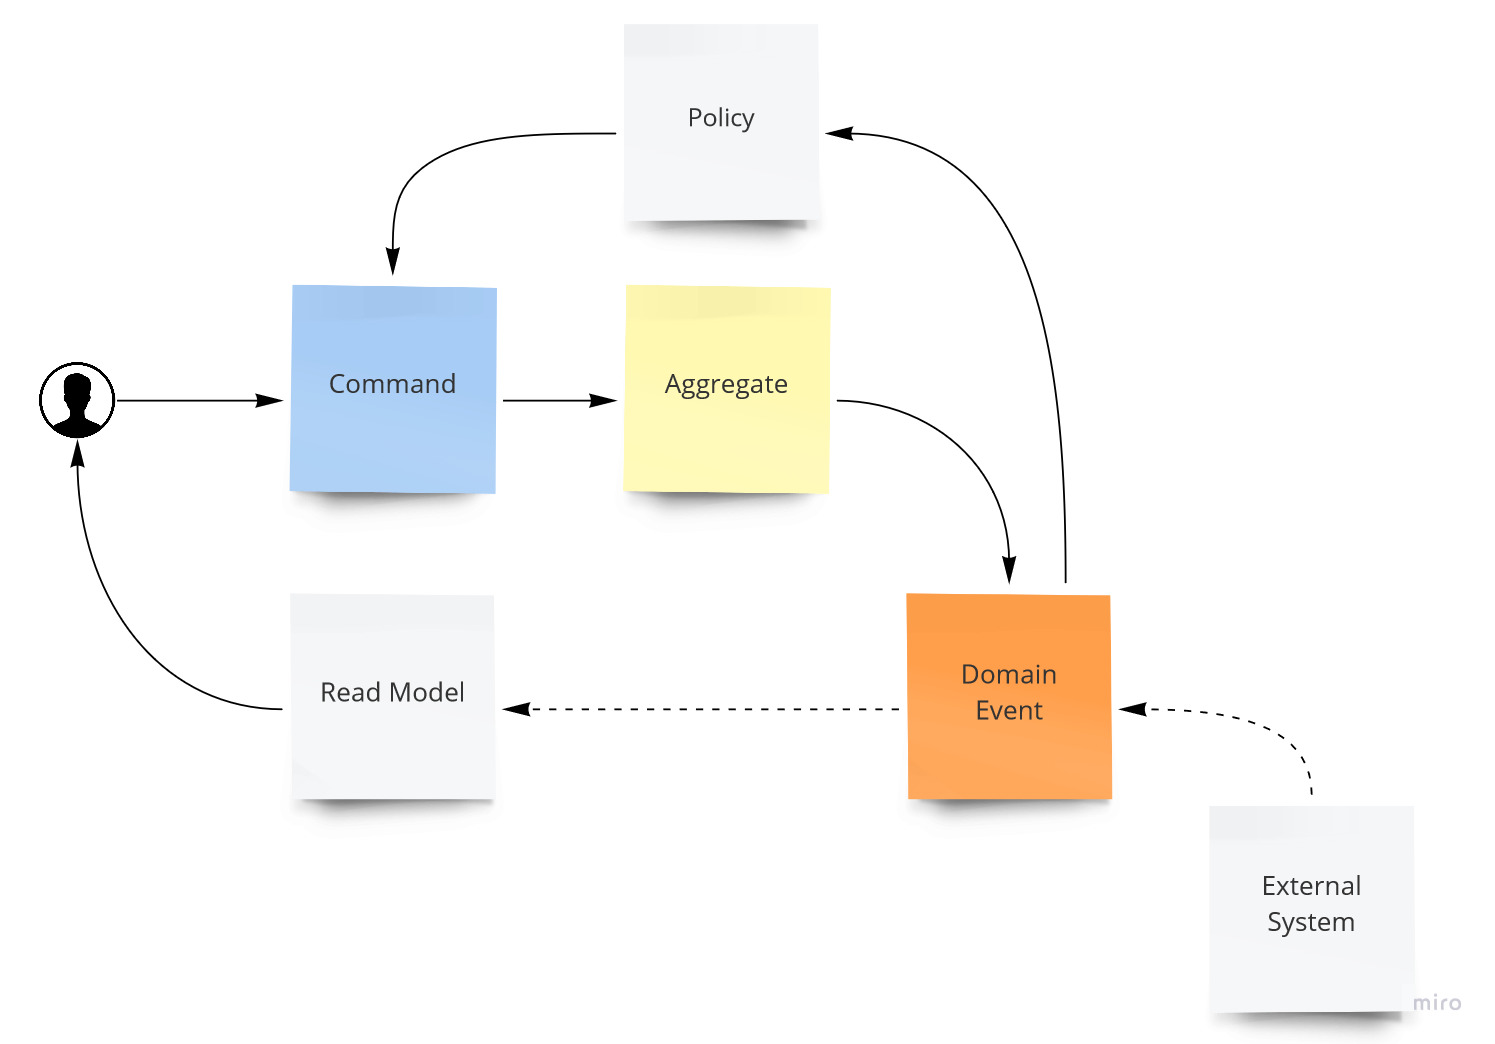 Policy
Command
Aggregate
Read Model
Domain
Event
External
System
miro